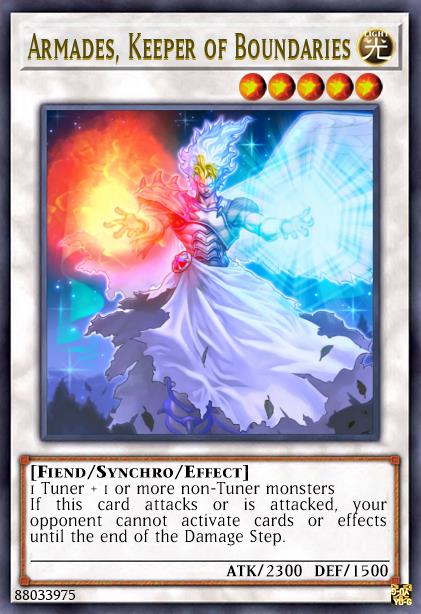 ARMADES, KEEPER OF BOUNDARIES
LIGHT
光
[FIEND/SYNCHRO/EFFECT]
1 Tuner + 1 or more non-Tuner monsters
If this card attacks or is attacked, your
opponent cannot activate cards or effects
until the end of the Damage Step.
ATK/2300 DEF/1500
88033975